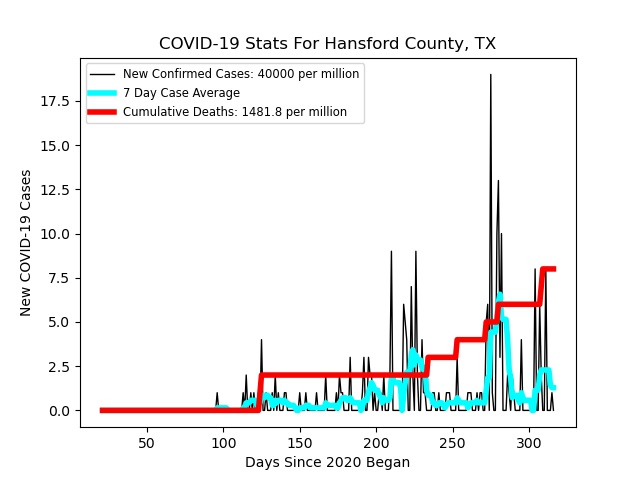 COVID-19 Stats For Hansford County, TX
New Confirmed Cases: 40000 per million
7 Day Case Average
Cumulative Deaths: 1481.8 per million
17.5
15.0
12.5
10.0
7.5
5.0
2.5
0.0
New COVID-19 Cases
50 100 150 200 250 300
Days Since 2020 Began